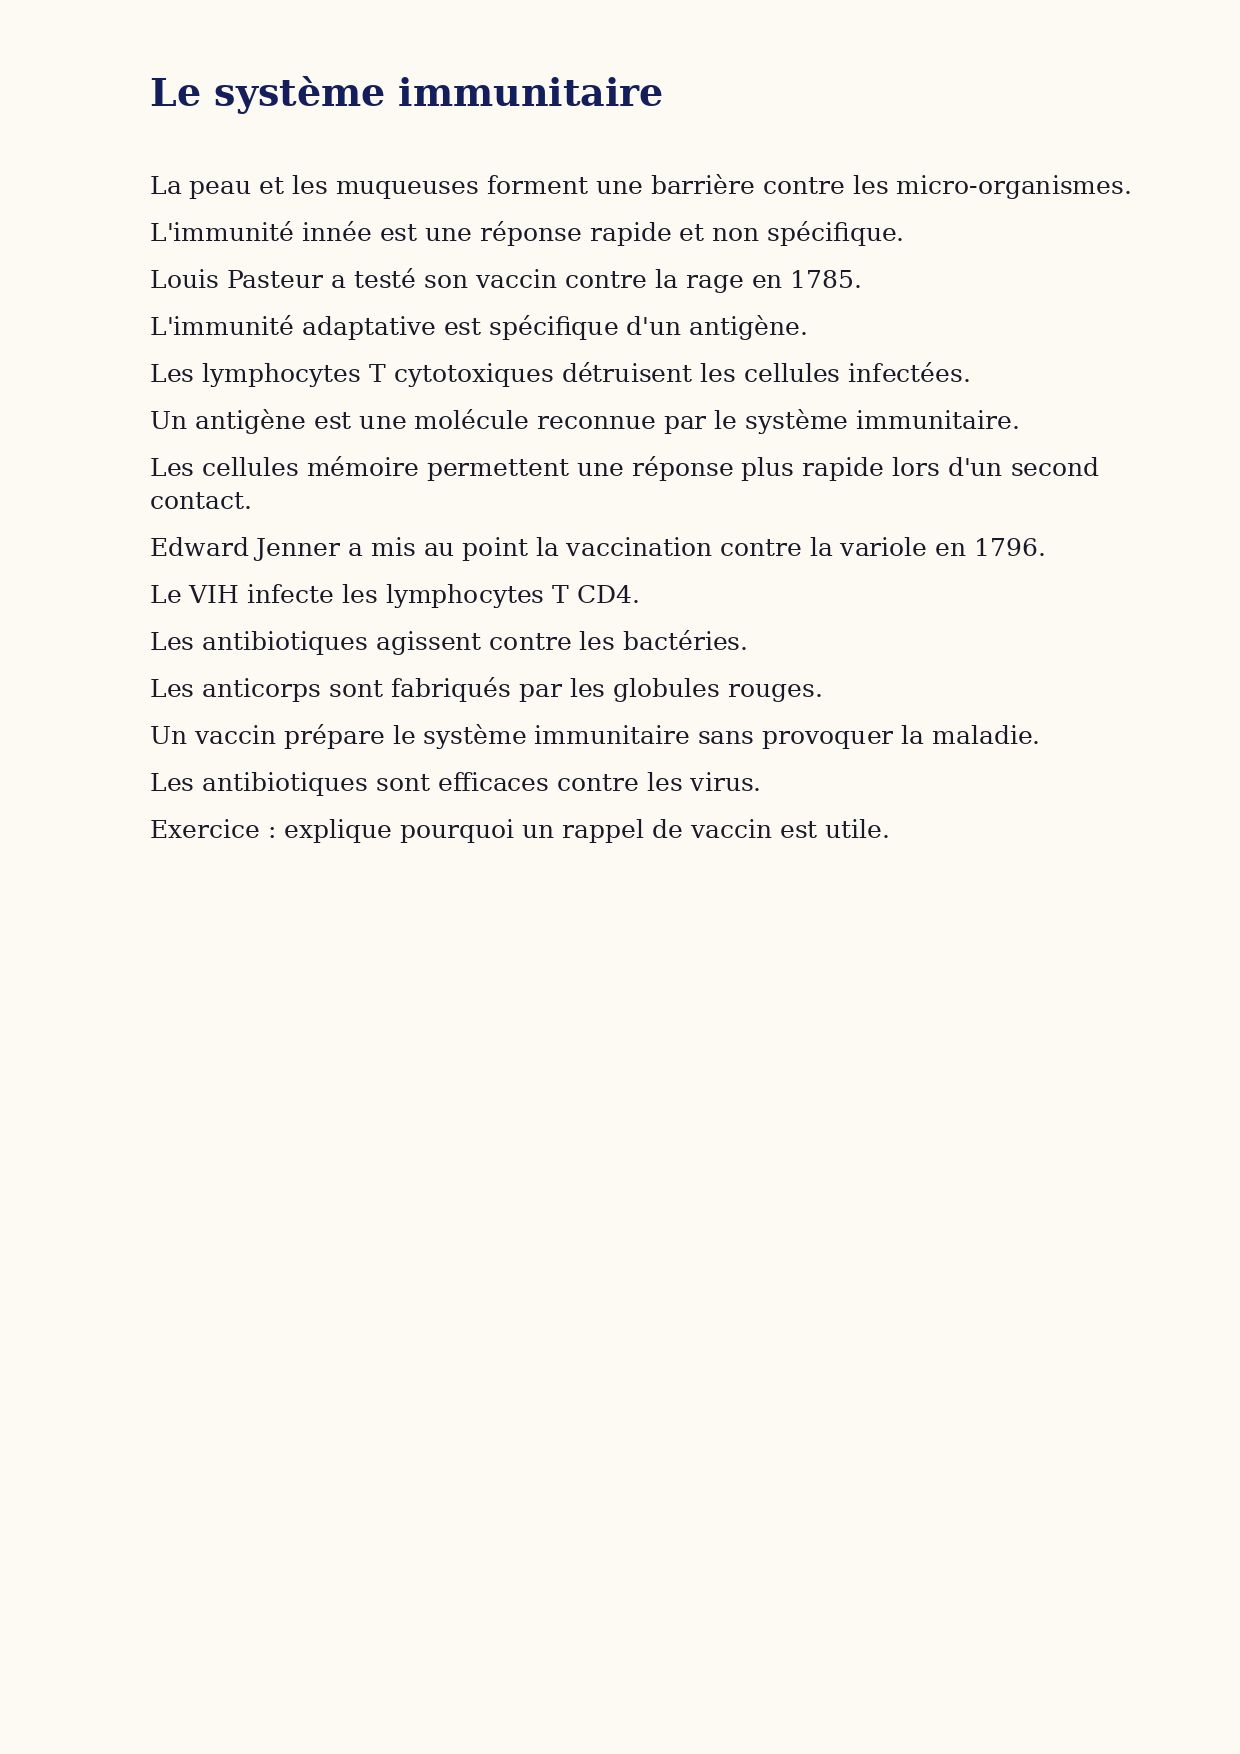 Le système immunitaire
La peau et les muqueuses forment une barrière contre les micro-organismes.
L'immunité innée est une réponse rapide et non spécifique.
Louis Pasteur a testé son vaccin contre la rage en 1785.
L'immunité adaptative est spécifique d'un antigène.
Les lymphocytes T cytotoxiques détruisent les cellules infectées.
Un antigène est une molécule reconnue par le système immunitaire.
Les cellules mémoire permettent une réponse plus rapide lors d'un second
contact.
Edward Jenner a mis au point la vaccination contre la variole en 1796.
Le VIH infecte les lymphocytes T CD4.
Les antibiotiques agissent contre les bactéries.
Les anticorps sont fabriqués par les globules rouges.
Un vaccin prépare le système immunitaire sans provoquer la maladie.
Les antibiotiques sont efficaces contre les virus.
Exercice : explique pourquoi un rappel de vaccin est utile.